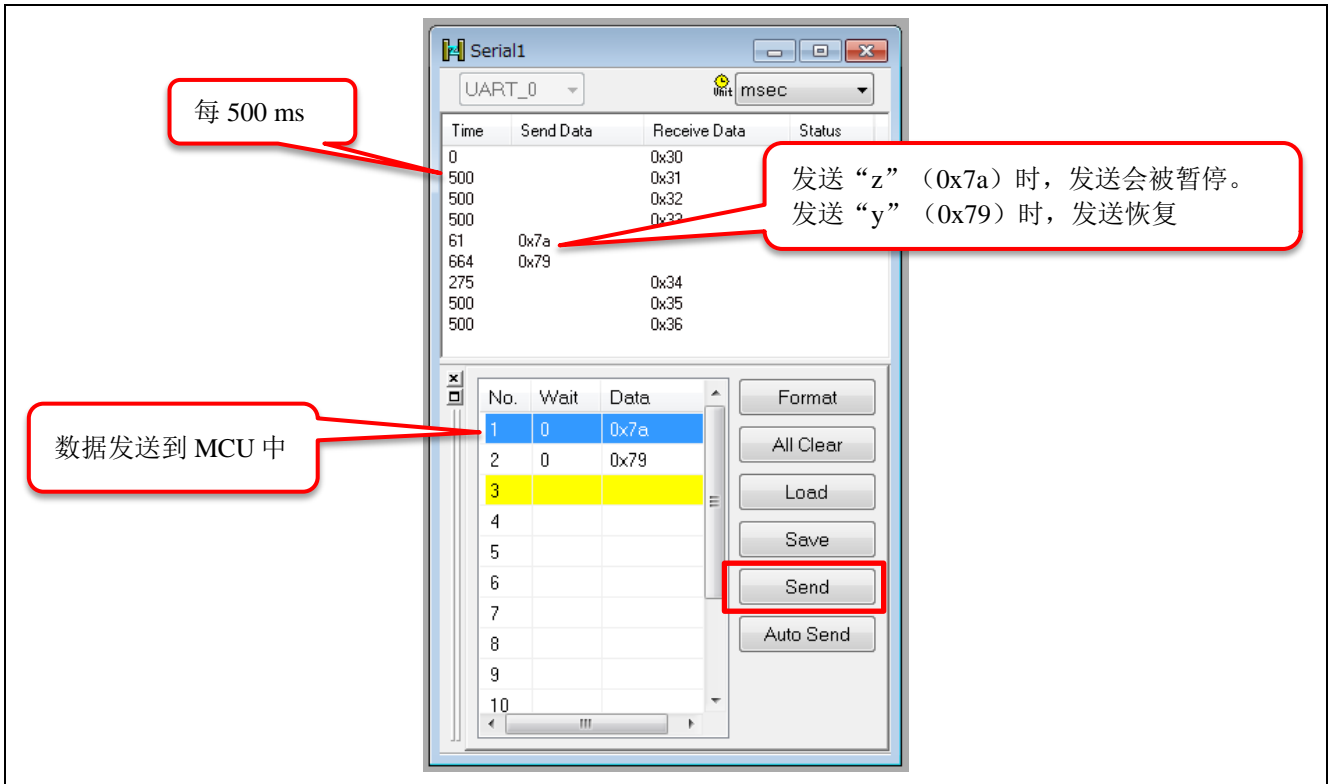 Serial1
UART_0
Unit msec
每 500 ms
Time Send Data Receive Data Status
0 0x30
500 0x31
500 0x32
500
61 0x7a
664 0x79
275 0x34
500 0x35
500 0x36
发送“z”（0x7a）时，发送会被暂停。
发送“y”（0x79）时，发送恢复
数据发送到 MCU 中
No. Wait Data
1 0 0x7a
2 0 0x79
3
4
5
6
7
8
9
10
Format
All Clear
Load
Save
Send
Auto Send